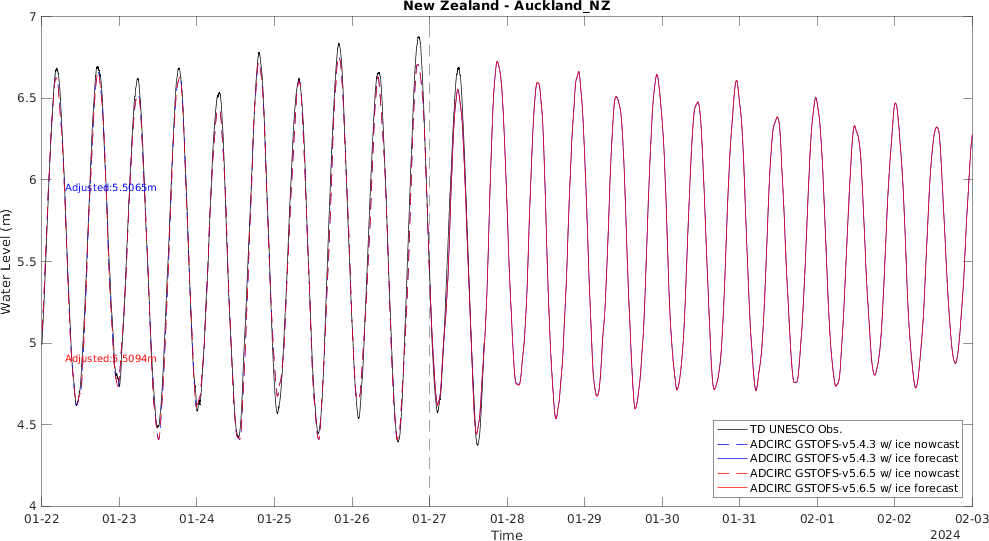 New Zealand - Auckland_NZ
7
6.5
6
5.5
5
4.5
4
Water Level (m)
Adjusted:5.5065m
Adjusted:5.5094m
TD UNESCO Obs.
ADCIRC GSTOFS-v5.4.3 w/ ice nowcast
ADCIRC GSTOFS-v5.4.3 w/ ice forecast
ADCIRC GSTOFS-v5.6.5 w/ ice nowcast
ADCIRC GSTOFS-v5.6.5 w/ ice forecast
01-22 01-23 01-24 01-25 01-26 01-27 01-28 01-29 01-30 01-31 02-01 02-02 02-03
Time
2024